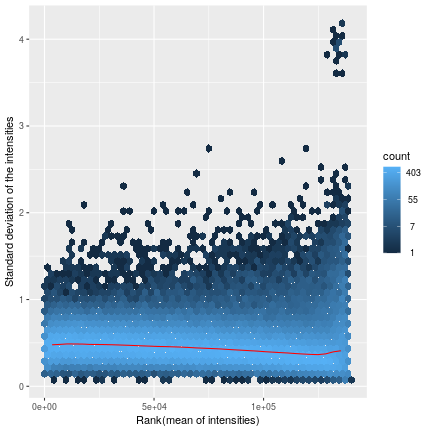 4
3
2
1
0
0e+00
5e+04
1e+05
Rank(mean of intensities)
Standard deviation of the intensities
count
403
55
7
1